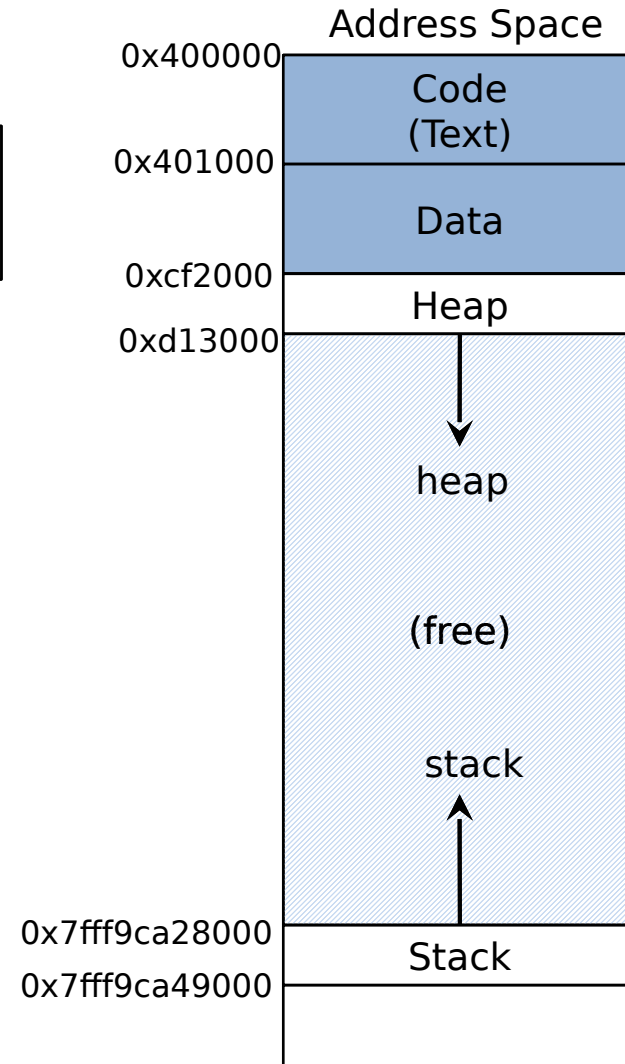 Address Space
0x400000
Code
(Text)
0x401000
Data
0xcf2000
Heap
0xd13000
heap
(free)
stack
0x7fff9ca28000
Stack
0x7fff9ca49000